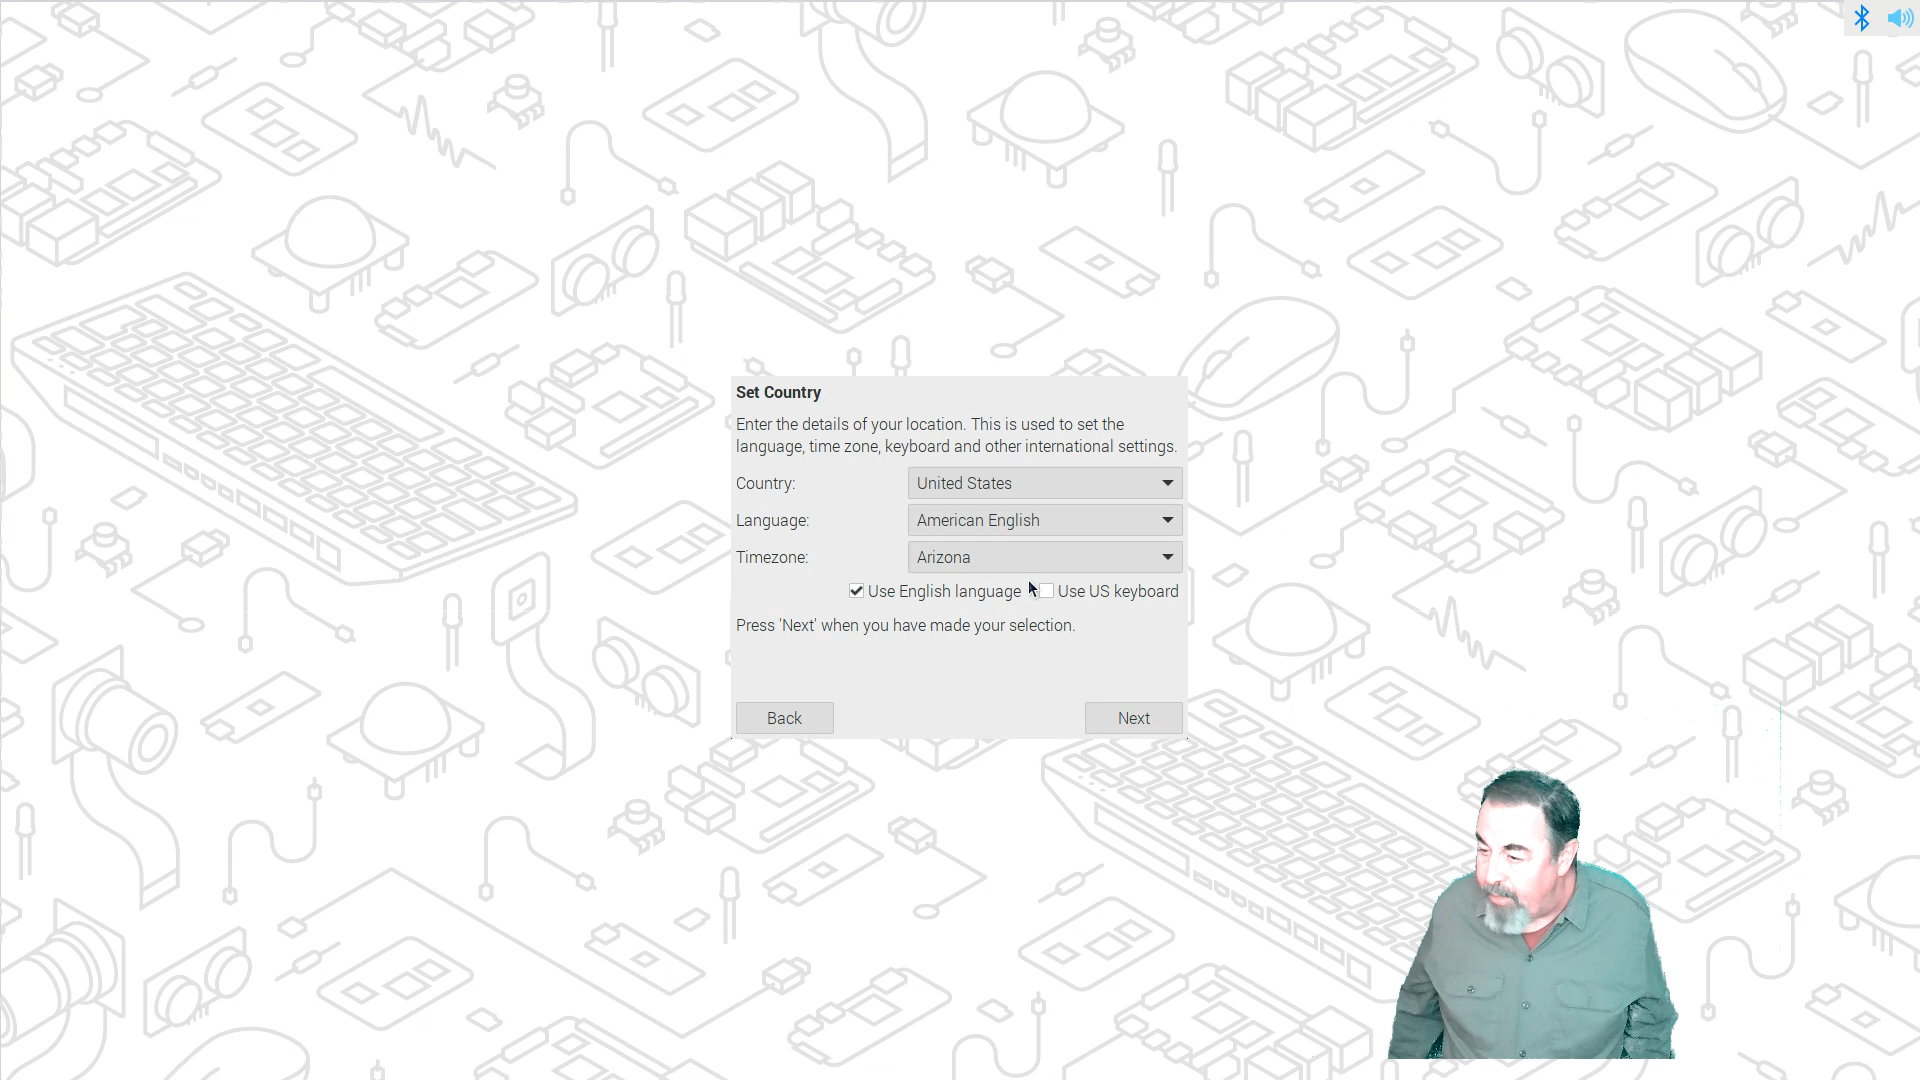 Set Country
Enter the details of your location. This is used to set the
language, time zone, keyboard and other international settings.
Country: United States
Language: American English
Timezone: Arizona
Use English language Use US keyboard
Press 'Next' when you have made your selection.
Back Next